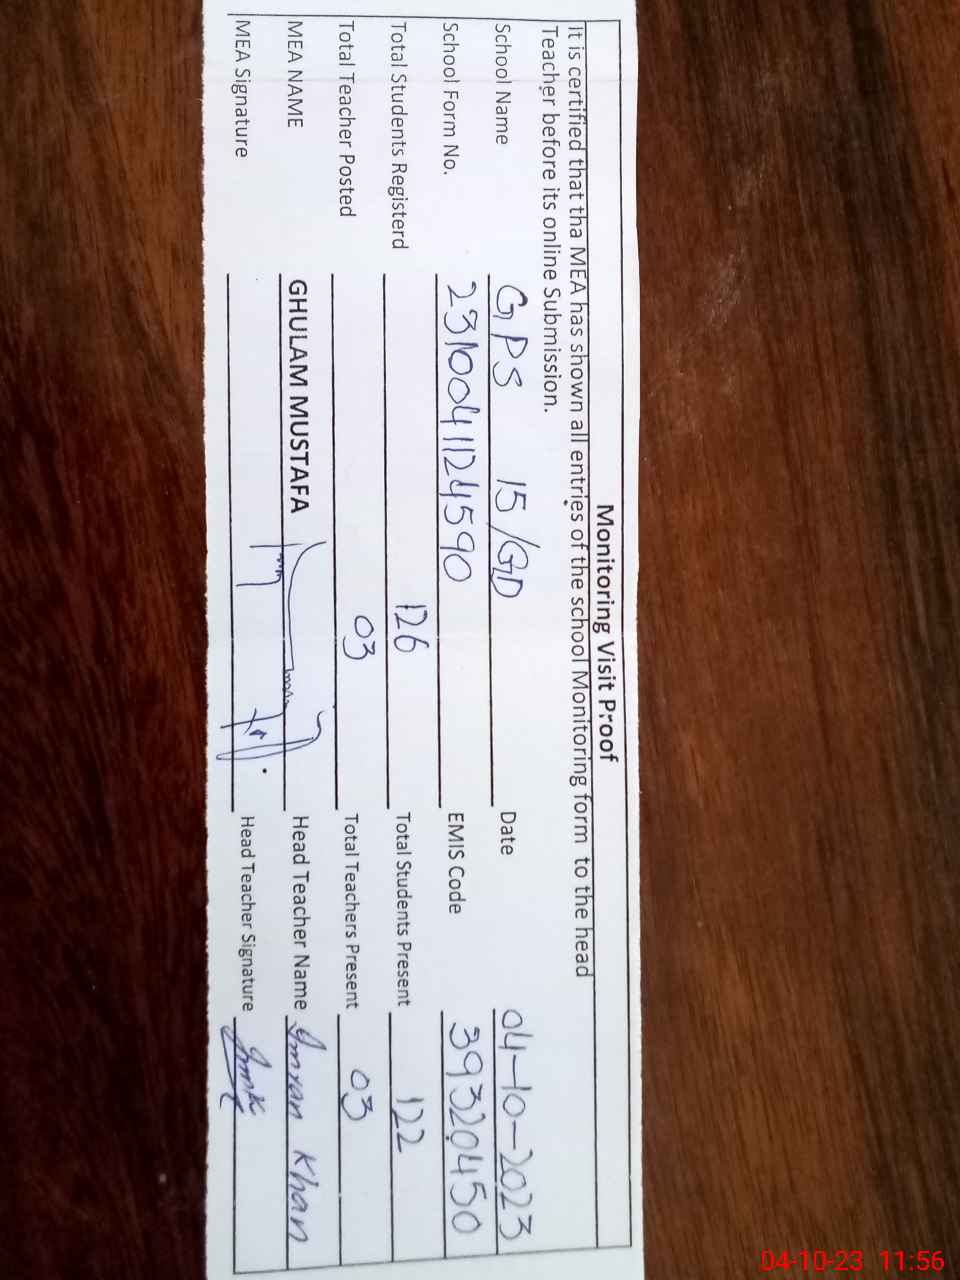 Monitoring Visit Proof
It is certified that tha MEA has shown all entries of the school Monitoring form to the head
Teacher before its online Submission.
School Name GPS 15/GD Date 04-10-2023
School Form No. 23100411124590 EMIS Code 39320450
Total Students Registerd 126 Total Students Present 122
Total Teacher Posted 03 Total Teachers Present 03
MEA NAME GHULAM MUSTAFA Head Teacher Name Imran Khan
MEA Signature Head Teacher Signature
04-10-23 11:56